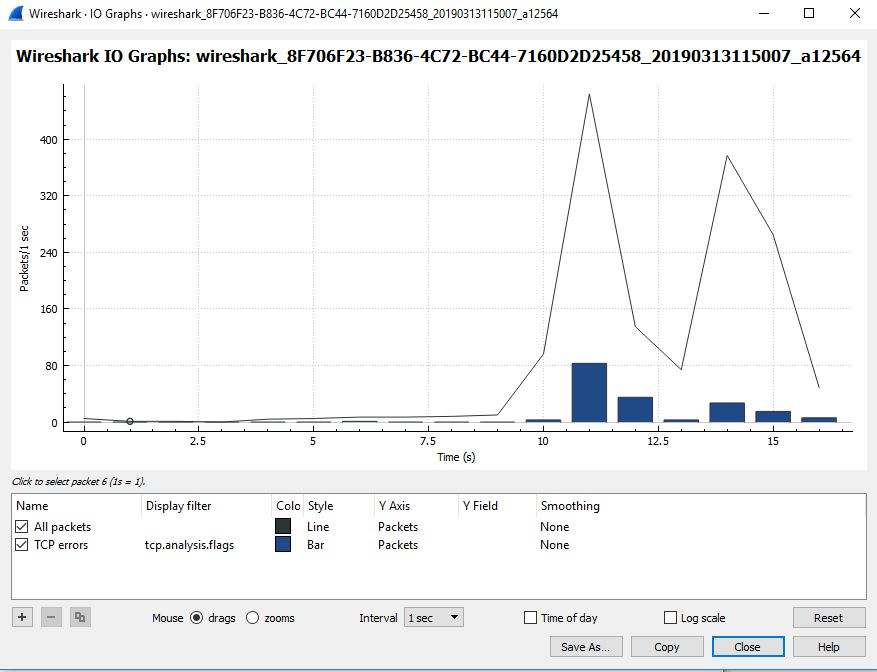 Wireshark · IO Graphs · wireshark_8F706F23-B836-4C72-BC44-7160D2D25458_20190313115007_a12564
Wireshark IO Graphs: wireshark_8F706F23-B836-4C72-BC44-7160D2D25458_20190313115007_a12564
400
320
240
160
80
0
Packets/1 sec
0 2.5 5 7.5 10 12.5 15
Time (s)
Click to select packet 6 (1s = 1).
Name Display filter Colo Style Y Axis Y Field Smoothing
All packets Line Packets None
TCP errors tcp.analysis.flags Bar Packets None
Mouse drags zooms Interval 1 sec Time of day Log scale Reset
Save As... Copy Close Help